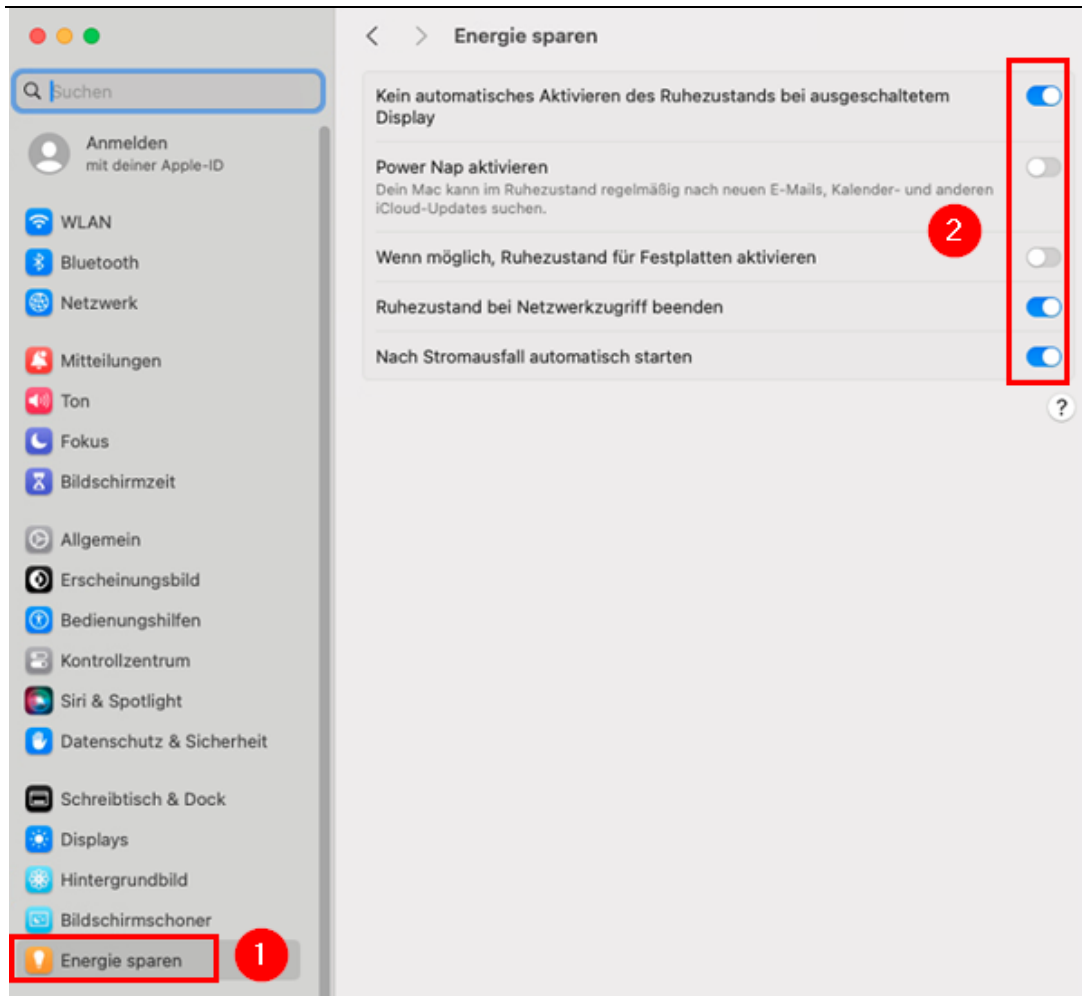 Energie sparen
Suchen
Anmelden
mit deiner Apple-ID
WLAN
Bluetooth
Netzwerk
Mitteilungen
Ton
Fokus
Bildschirmzeit
Allgemein
Erscheinungsbild
Bedienungshilfen
Kontrollzentrum
Siri & Spotlight
Datenschutz & Sicherheit
Schreibtisch & Dock
Displays
Hintergrundbild
Bildschirmschoner
Energie sparen
1
Kein automatisches Aktivieren des Ruhezustands bei ausgeschaltetem
Display
Power Nap aktivieren
Dein Mac kann im Ruhezustand regelmäßig nach neuen E-Mails, Kalender- und anderen
iCloud-Updates suchen.
2
Wenn möglich, Ruhezustand für Festplatten aktivieren
Ruhezustand bei Netzwerkzugriff beenden
Nach Stromausfall automatisch starten
?